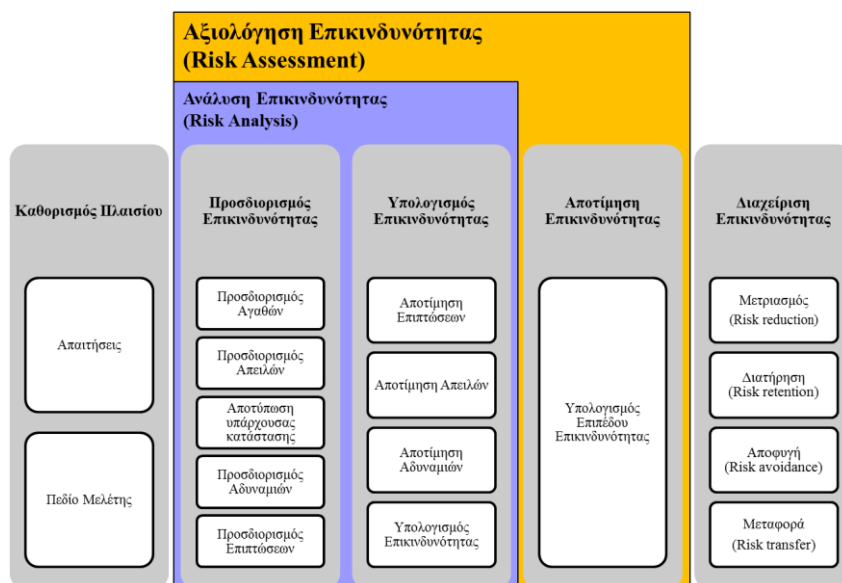 Αξιολόγηση Επικινδυνότητας
(Risk Assessment)
Ανάλυση Επικινδυνότητας
(Risk Analysis)
Καθορισμός Πλαισίου
Απαιτήσεις
Πεδίο Μελέτης
Προσδιορισμός
Επικινδυνότητας
Προσδιορισμός
Αγαθών
Προσδιορισμός
Απειλών
Αποτύπωση
υπάρχουσας
κατάστασης
Προσδιορισμός
Αδυναμιών
Προσδιορισμός
Επιπτώσεων
Υπολογισμός
Επικινδυνότητας
Αποτίμηση
Επιπτώσεων
Αποτίμηση Απειλών
Αποτίμηση
Αδυναμιών
Υπολογισμός
Επικινδυνότητας
Αποτίμηση
Επικινδυνότητας
Υπολογισμός
Επιπέδου
Επικινδυνότητας
Διαχείριση
Επικινδυνότητας
Μετριασμός
(Risk reduction)
Διατήρηση
(Risk retention)
Αποφυγή
(Risk avoidance)
Μεταφορά
(Risk transfer)